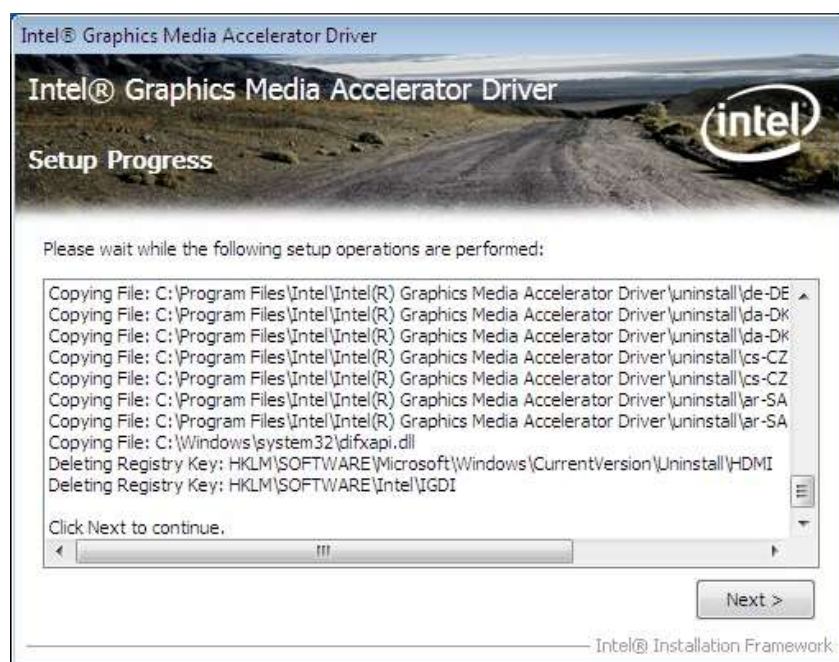 Intel® Graphics Media Accelerator Driver
Intel® Graphics Media Accelerator Driver
intel
Setup Progress
Please wait while the following setup operations are performed:
Copying File: C:\Program Files\Intel\Intel(R) Graphics Media Accelerator Driver\uninstall\de-DE
Copying File: C:\Program Files\Intel\Intel(R) Graphics Media Accelerator Driver\uninstall\da-DK
Copying File: C:\Program Files\Intel\Intel(R) Graphics Media Accelerator Driver\uninstall\da-DK
Copying File: C:\Program Files\Intel\Intel(R) Graphics Media Accelerator Driver\uninstall\cs-CZ
Copying File: C:\Program Files\Intel\Intel(R) Graphics Media Accelerator Driver\uninstall\cs-CZ
Copying File: C:\Program Files\Intel\Intel(R) Graphics Media Accelerator Driver\uninstall\ar-SA
Copying File: C:\Program Files\Intel\Intel(R) Graphics Media Accelerator Driver\uninstall\ar-SA
Copying File: C:\Windows\system32\difxapi.dll
Deleting Registry Key: HKLM\SOFTWARE\Microsoft\Windows\CurrentVersion\Uninstall\HDMI
Deleting Registry Key: HKLM\SOFTWARE\Intel\IGDI
Click Next to continue.
Next >
Intel® Installation Framework